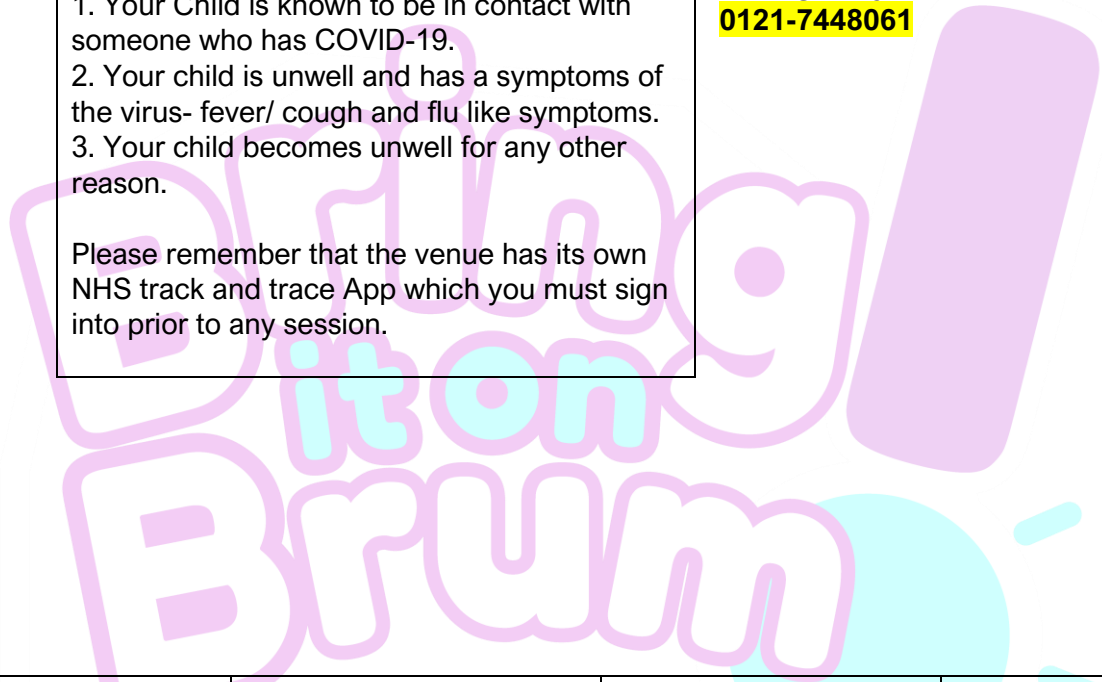 1. Your Child is known to be in contact with
someone who has COVID-19.
2. Your child is unwell and has a symptoms of
the virus- fever/ cough and flu like symptoms.
3. Your child becomes unwell for any other
reason.
Please remember that the venue has its own
NHS track and trace App which you must sign
into prior to any session.
0121-7448061
Bring!
it on
Brum